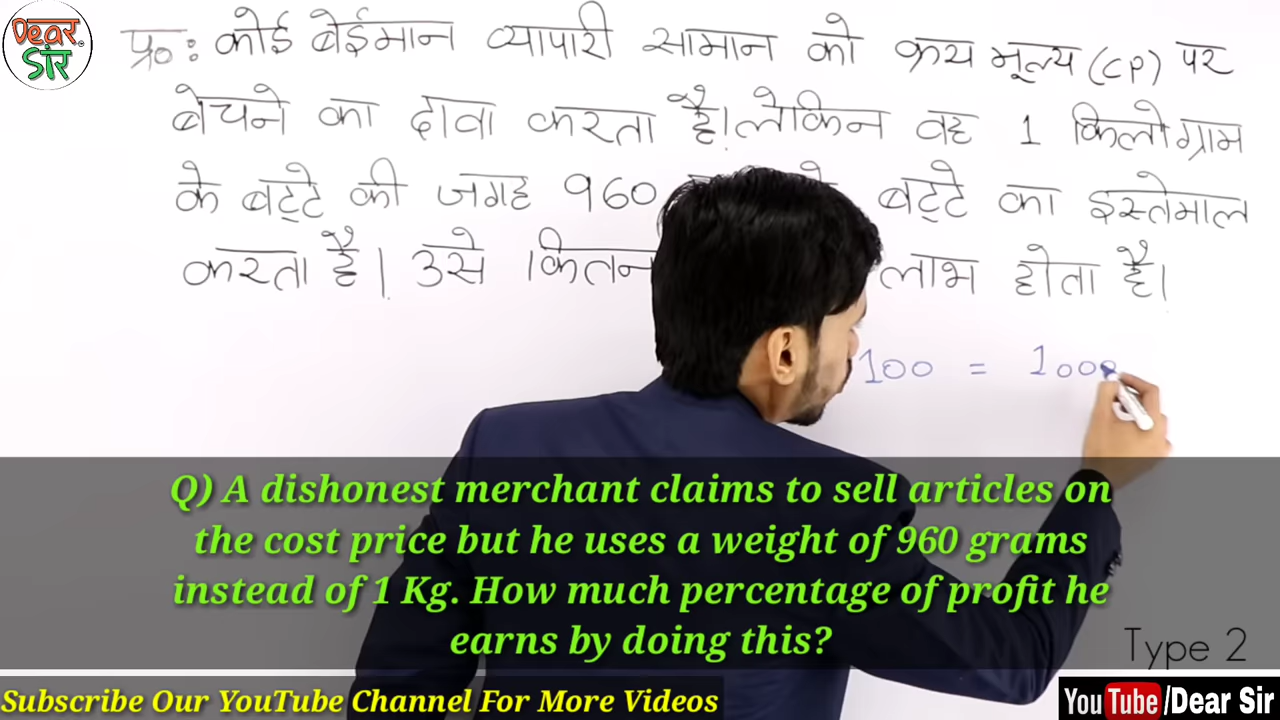 Dear
Sir
प्र०: कोई बेईमान व्यापारी सामान को क्रय मूल्य (CP) पर
बेचने का दावा करता है। लेकिन वह 1 किलोग्राम
के बट्टे की जगह 960 बट्टे का इस्तेमाल
करता है। उसे लाभ होता है।
100 = 1000
Q) A dishonest merchant claims to sell articles on
the cost price but he uses a weight of 960 grams
instead of 1 Kg. How much percentage of profit he
earns by doing this?
Type 2
Subscribe Our YouTube Channel For More Videos
YouTube/Dear Sir